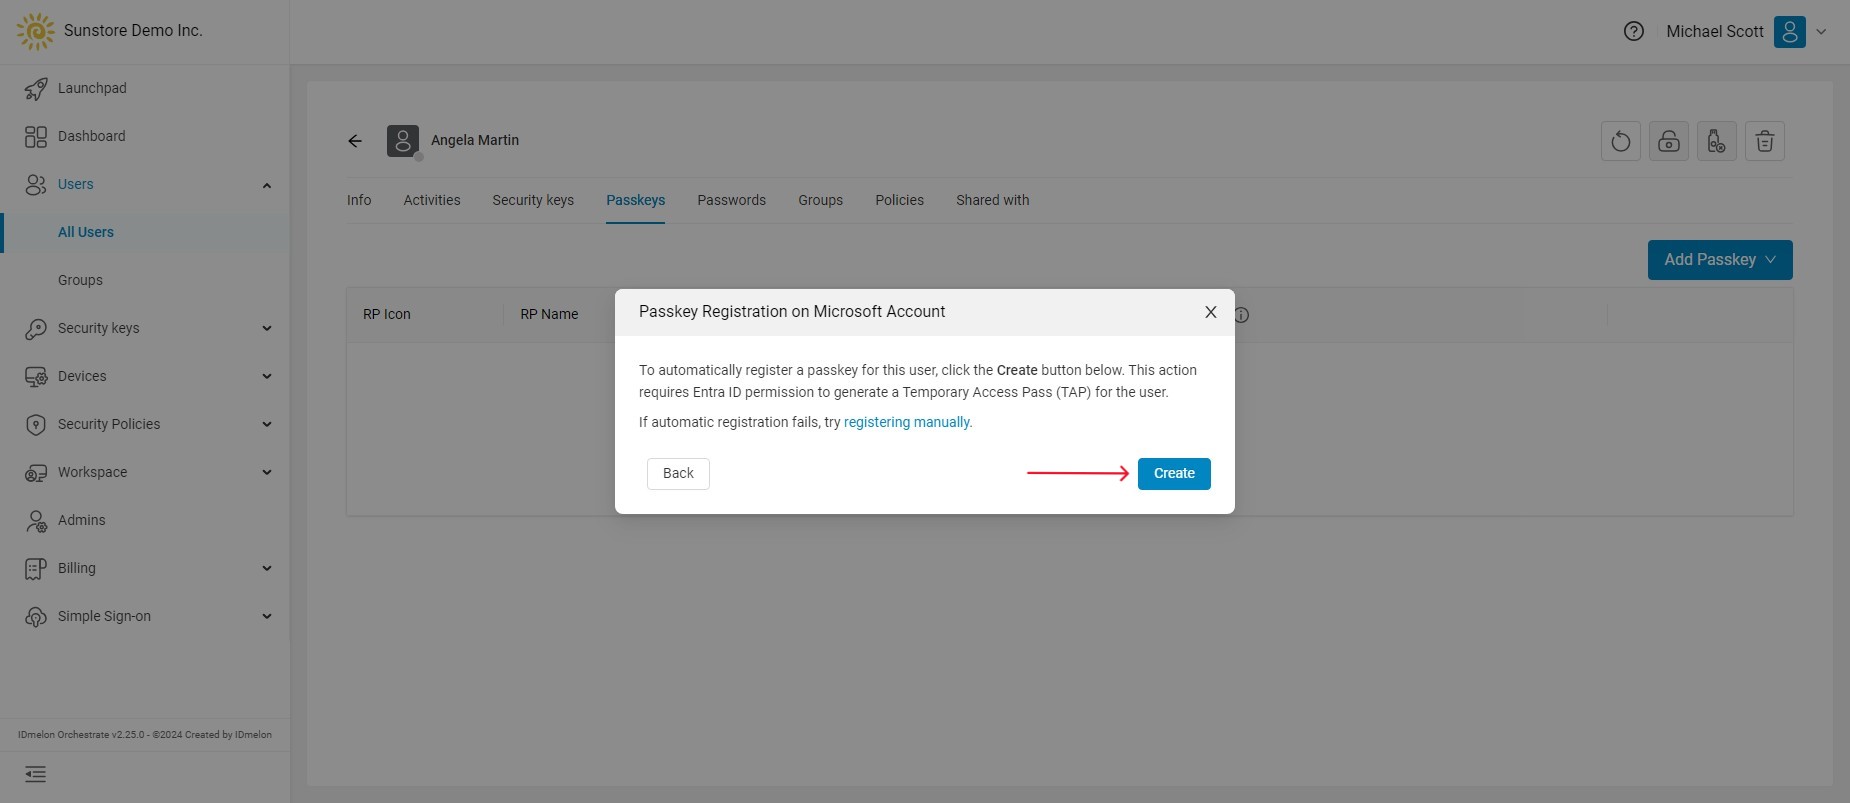 Sunstore Demo Inc.
Michael Scott
Launchpad
Dashboard
Users
All Users
Groups
Security keys
Devices
Security Policies
Workspace
Admins
Billing
Simple Sign-on
IDmelon Orchestrate v2.25.0 - ©2024 Created by IDmelon
Angela Martin
Info Activities Security keys Passkeys Passwords Groups Policies Shared with
Add Passkey
RP Icon RP Name
Passkey Registration on Microsoft Account
To automatically register a passkey for this user, click the Create button below. This action
requires Entra ID permission to generate a Temporary Access Pass (TAP) for the user.
If automatic registration fails, try registering manually.
Back Create